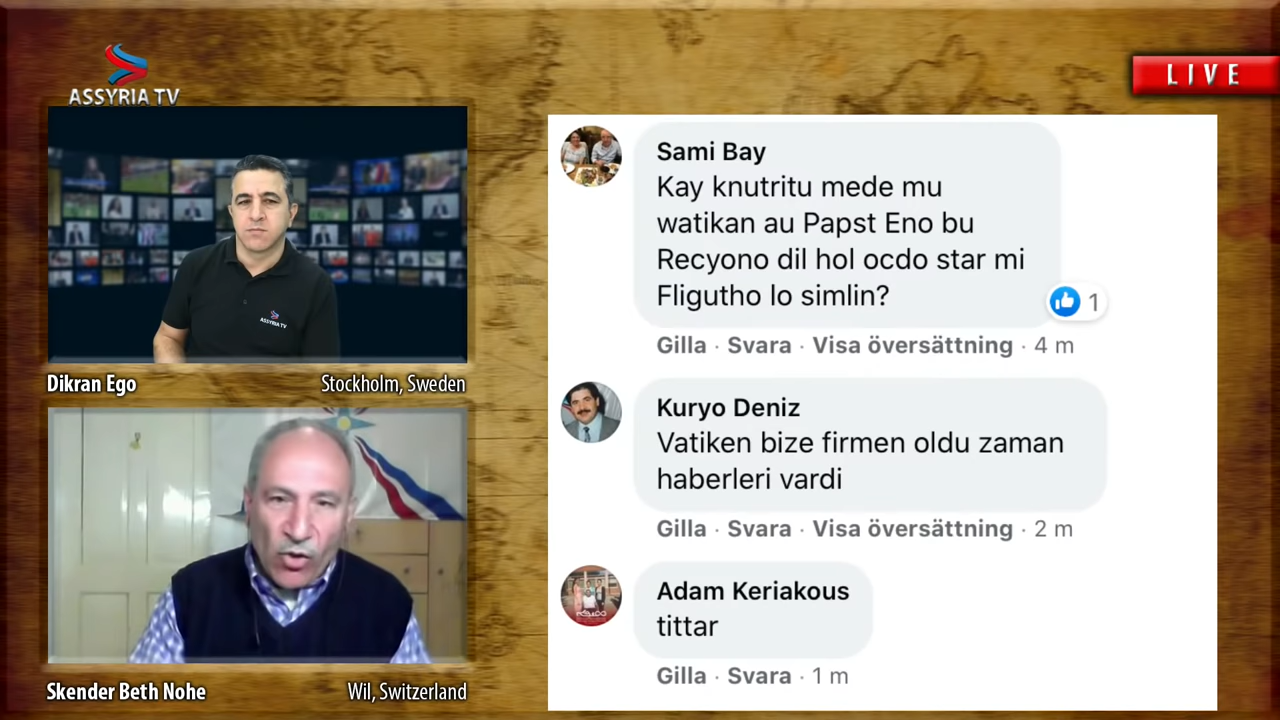 ASSYRIA TV
LIVE
ASSYRIA TV
Dikran Ego
Stockholm, Sweden
Skender Beth Nohe
Wil, Switzerland
Sami Bay
Kay knutritu mede mu
watikan au Papst Eno bu
Recyono dil hol ocdo star mi
Fligutho lo simlin?
1
Gilla · Svara · Visa översättning · 4 m
Kuryo Deniz
Vatiken bize firmen oldu zaman
haberleri vardi
Gilla · Svara · Visa översättning · 2 m
Adam Keriakous
tittar
Gilla · Svara · 1 m